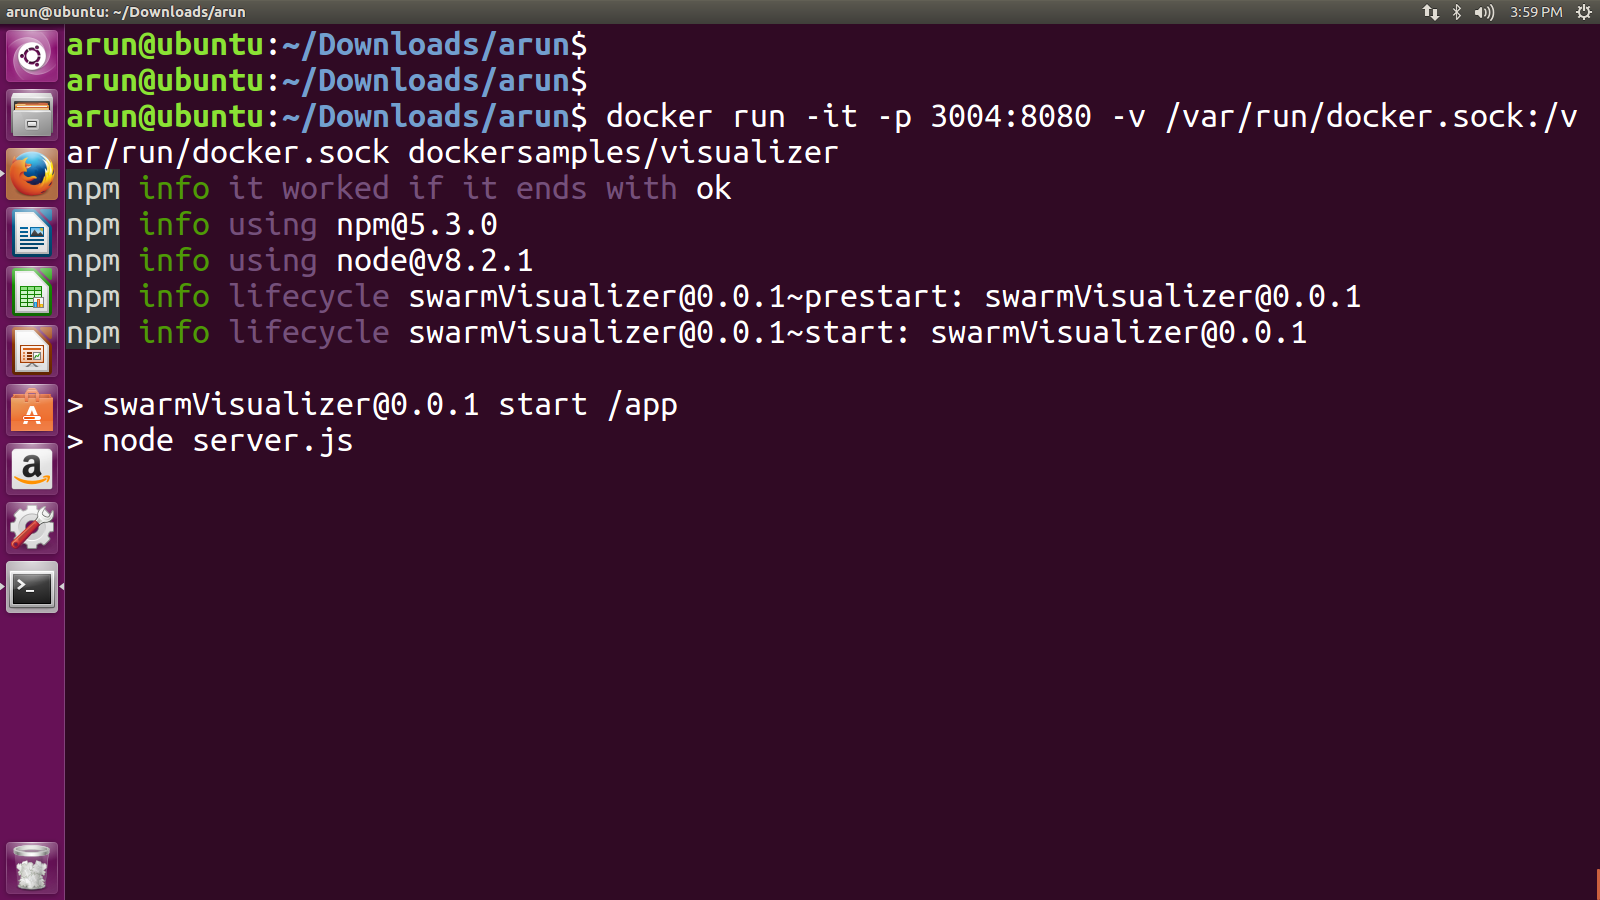 arun@ubuntu: ~/Downloads/arun
3:59 PM
arun@ubuntu:~/Downloads/arun$
arun@ubuntu:~/Downloads/arun$
arun@ubuntu:~/Downloads/arun$ docker run -it -p 3004:8080 -v /var/run/docker.sock:/v
ar/run/docker.sock dockersamples/visualizer
npm info it worked if it ends with ok
npm info using npm@5.3.0
npm info using node@v8.2.1
npm info lifecycle swarmVisualizer@0.0.1~prestart: swarmVisualizer@0.0.1
npm info lifecycle swarmVisualizer@0.0.1~start: swarmVisualizer@0.0.1
> swarmVisualizer@0.0.1 start /app
> node server.js